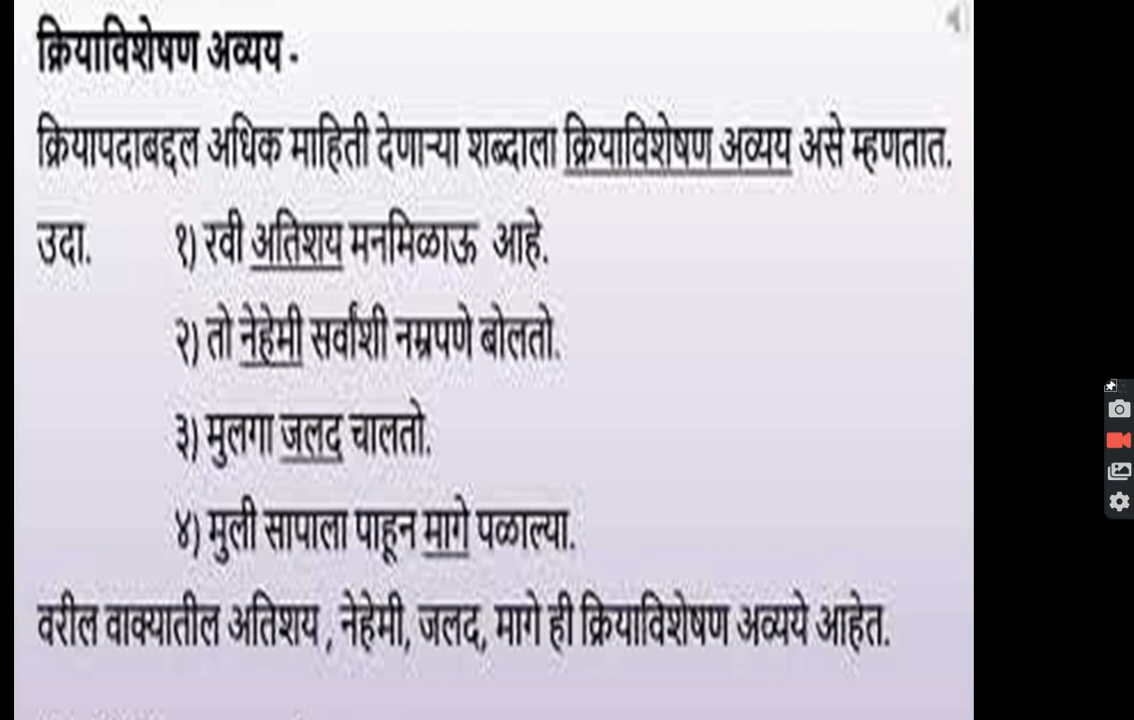 क्रियाविशेषण अव्यय -
क्रियापदाबद्दल अधिक माहिती देणाऱ्या शब्दाला क्रियाविशेषण अव्यय असे म्हणतात.
उदा. १) रवी अतिशय मनमिळाऊ आहे.
२) तो नेहेमी सर्वांशी नम्रपणे बोलतो.
३) मुलगा जलद चालतो.
४) मुली सापाला पाहून मागे पळाल्या.
वरील वाक्यातील अतिशय , नेहेमी, जलद, मागे ही क्रियाविशेषण अव्यये आहेत.